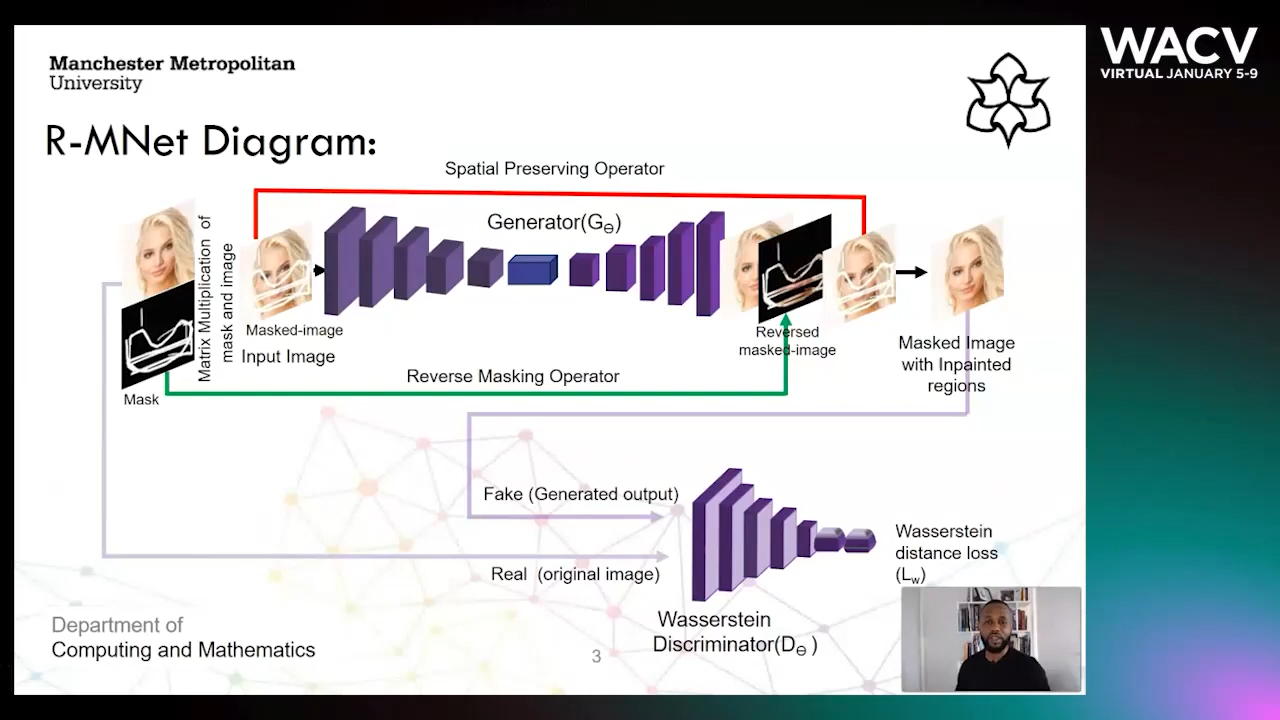 Manchester Metropolitan
University
WACV
VIRTUAL JANUARY 5-9
R-MNet Diagram:
Spatial Preserving Operator
Generator(G⊖)
Matrix Multiplication of
mask and image
Masked-image
Input Image
Reversed
masked-image
Masked Image
with Inpainted
regions
Reverse Masking Operator
Mask
Fake (Generated output)
Real (original image)
Wasserstein
distance loss
(Lw)
Wasserstein
Discriminator(D⊖ )
Department of
Computing and Mathematics
3